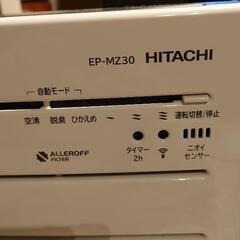 EP-MZ30 HITACHI
自動モード
空清 脱臭 ひかえめ 運転切替/停止
ALLEROFF
FILTER
タイマー
2h
ニオイ
センサー